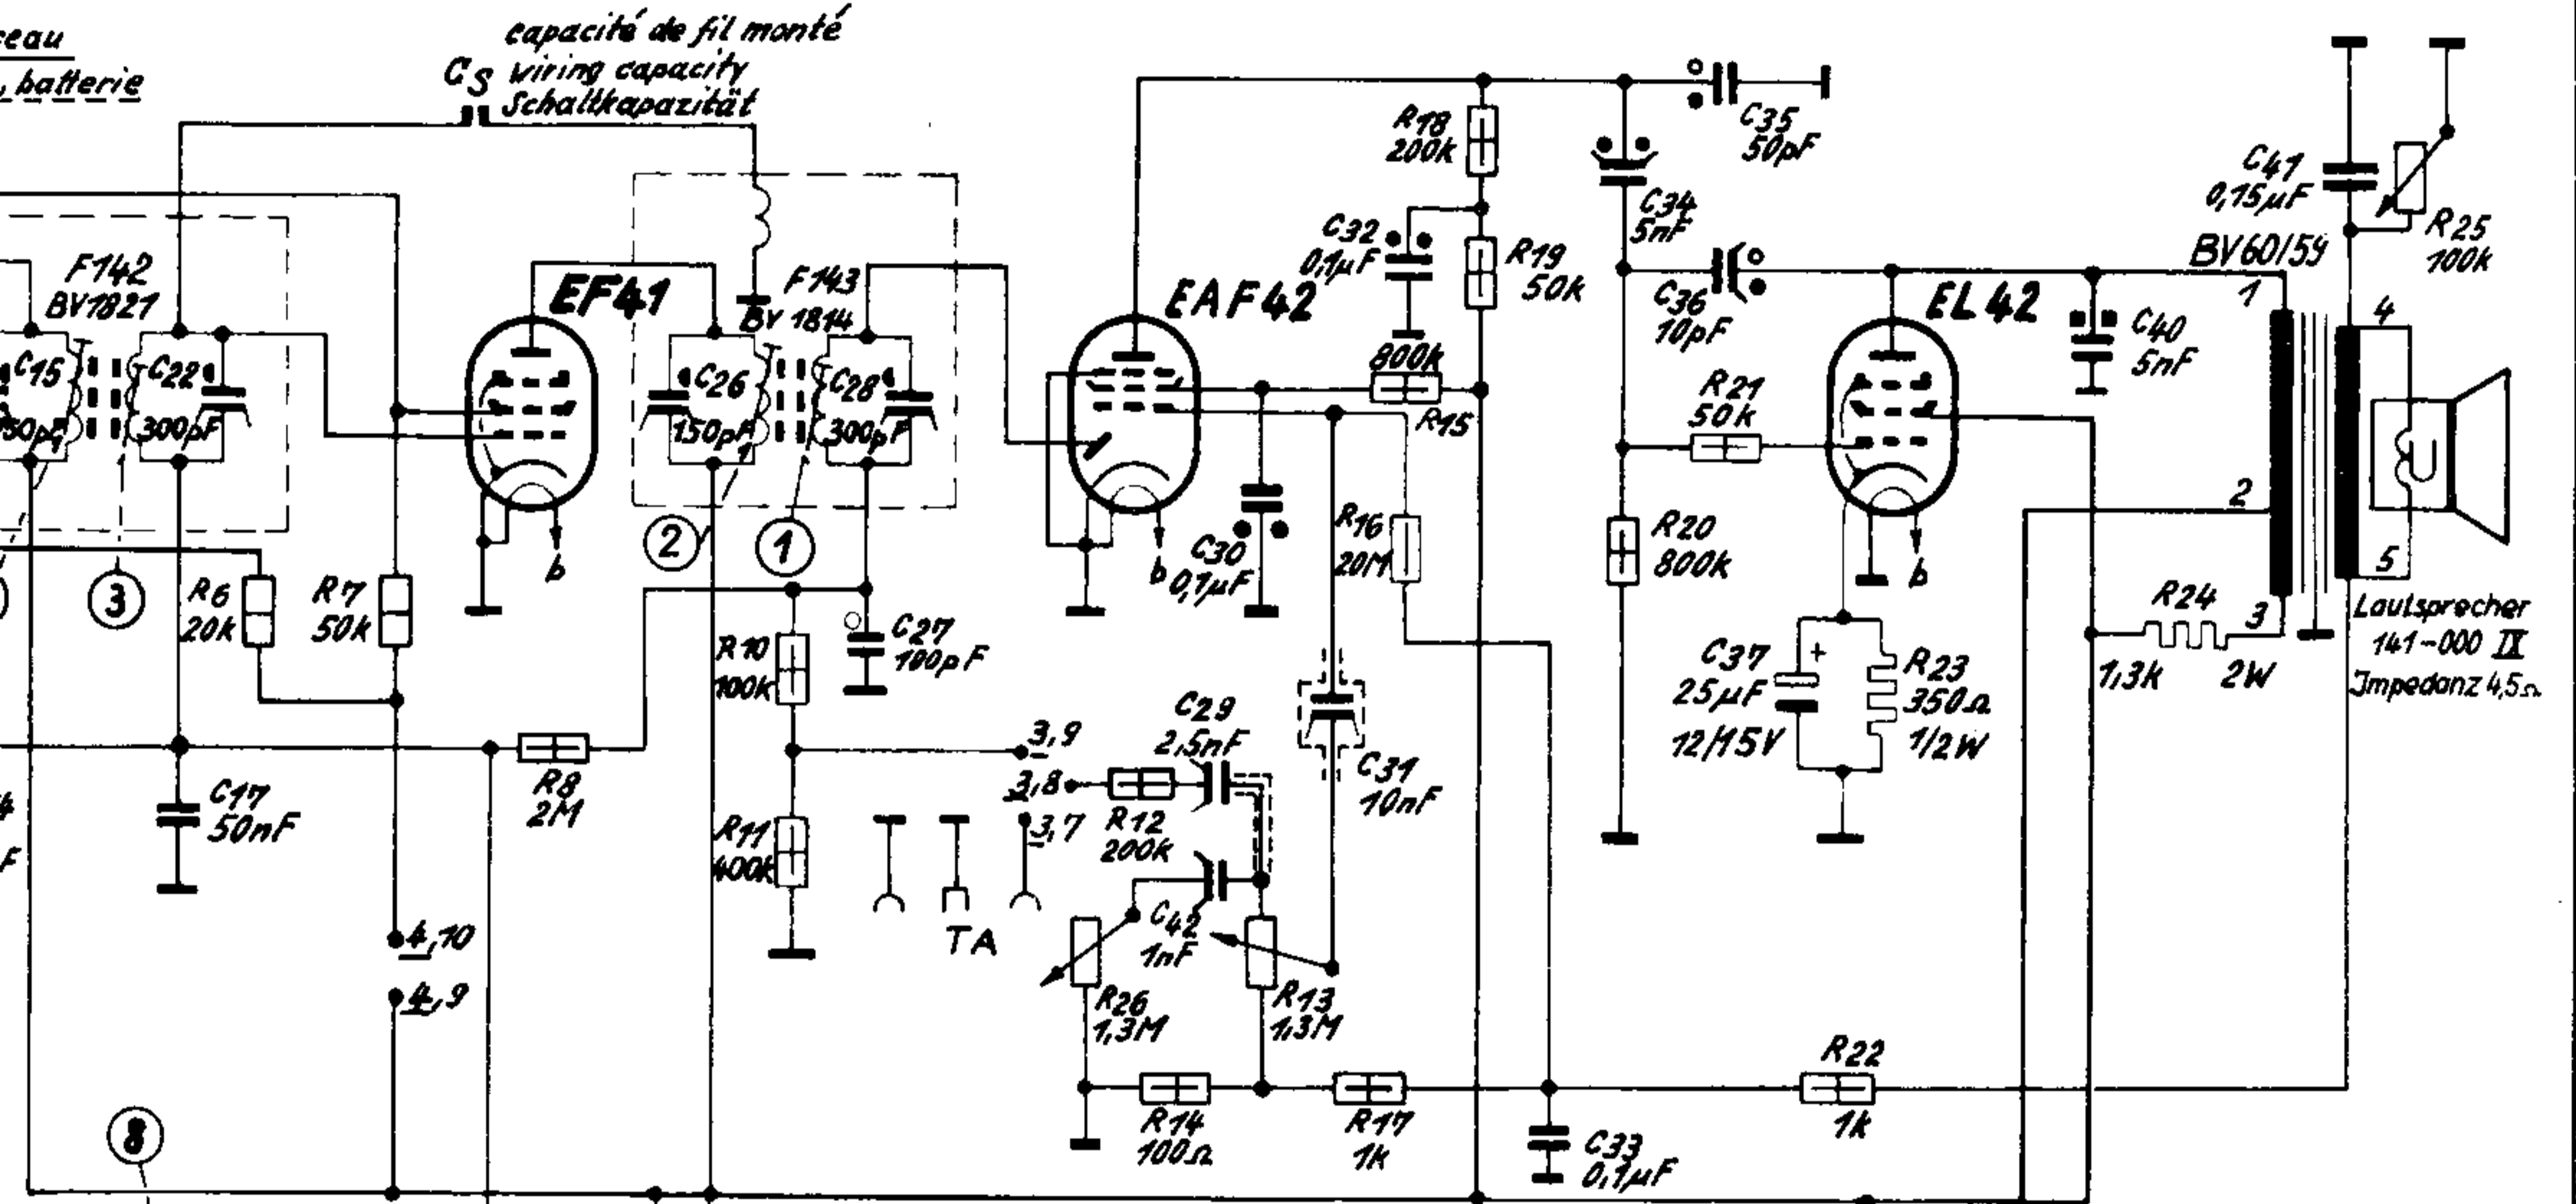 capacité de fil monté
Cs wiring capacity
Schaltkapazität
, batterie
F142
BV1821
C15
C22
300pF
EF41
F143
BV 1814
C26
150pF
C28
300pF
2
1
3
R6
20k
R7
50k
R8
2M
C17
50nF
R10
100k
C27
100pF
R11
400k
4,10
4,9
3,9
3,8
3,7
TA
R12
200k
C29
2,5nF
C42
1nF
R26
1,3M
R13
1,3M
R14
100Ω
R17
1k
C31
10nF
EAF42
b
b
b
R18
200k
C32
0,1µF
R19
50k
800k
R15
C30
0,1µF
R16
20M
C33
0,1µF
C35
50pF
C34
5nF
C36
10pF
EL42
R21
50k
R20
800k
C37
+
25µF
12/15V
R23
350Ω
1/2W
C40
5nF
C41
0,15µF
R25
100k
BV60/59
1
2
3
4
5
R24
1,3k
2W
Lautsprecher
141-000 IX
Impedanz 4,5Ω
R22
1k
8